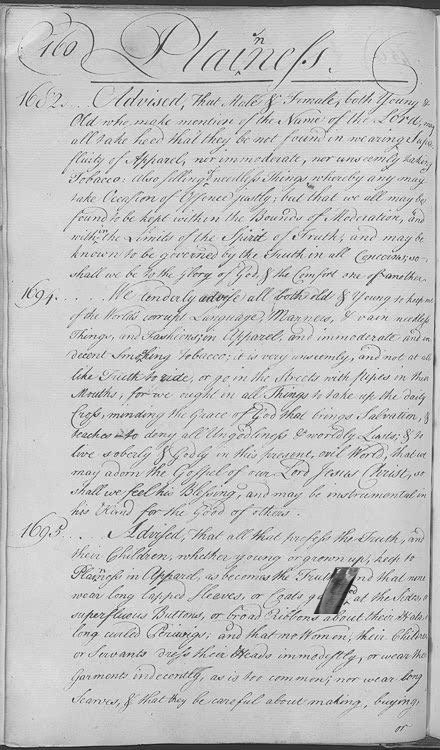 160
Plainness.
1682... Advised, That Male & Female, both Young &
Old who make mention of the Name of the Lord, may
all take heed that they be not found in wearing Supe
fluity of Apparel, nor immoderate, nor unseemly taking
Tobacco: also selling needless Things whereby any may
take Occasion of Offence justly; but that we all may be
found to be kept within the Bounds of Moderation, and
within the Limits of the Spirit of Truth; and may be
known to be governed by the Truth in all Concerns, so
shall we be to the Glory of God, & the Comfort one of another.
1694...... We tenderly advise all both old & Young to keep out
of the World's corrupt Language, Manners, & vain needless
Things, and Fashions, in Apparel; and immoderate and in
decent Smoking Tobacco; it is very unseemly, and not at all
like Truth to ride, or go in the Streets with pipes in their
Mouths; for we ought in all Things to take up the daily
Cross, minding the Grace of God that brings Salvation, &
teaches to deny all Ungodliness & worldly Lusts; & to
live soberly & Godly in this present, evil World, that we
may adorn the Gospel of our Lord Jesus Christ, so
shall we feel his Blessing, and may be instrumental in
his Hand for the Good of others.
1695... Advised, That all that profess the Truth, and
their Children, whether young or grown up, keep to
Plainness in Apparel, as becomes the Truth and that none
wear long lapped Sleeves, or Coats at the Sides, or
superfluous Buttons, or broad Ribbons about their Hats, or
long curled Perriwigs; and that no Women, their Children
or Servants dress their Heads immodestly, or wear their
Garments indecently, as is too common; nor wear long
Scarves, & that they be careful about making, buying,
or